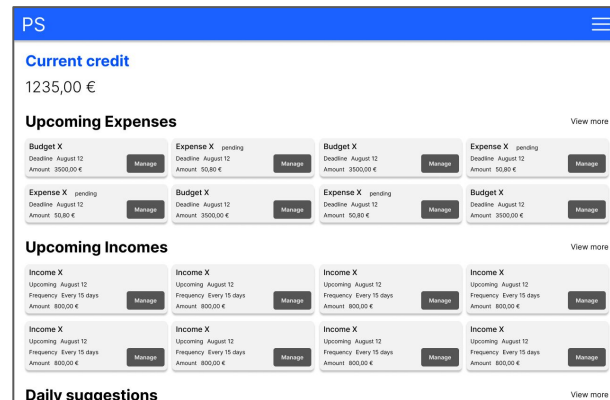 PS
Current credit
1235,00 €
Upcoming Expenses
View more
Budget X
Deadline August 12
Amount 3500,00 €
Manage
Expense X pending
Deadline August 12
Amount 50,80 €
Manage
Budget X
Deadline August 12
Amount 3500,00 €
Manage
Expense X pending
Deadline August 12
Amount 50,80 €
Manage
Expense X pending
Deadline August 12
Amount 50,80 €
Manage
Budget X
Deadline August 12
Amount 3500,00 €
Manage
Expense X pending
Deadline August 12
Amount 50,80 €
Manage
Budget X
Deadline August 12
Amount 3500,00 €
Manage
Upcoming Incomes
View more
Income X
Upcoming August 12
Frequency Every 15 days
Amount 800,00 €
Manage
Income X
Upcoming August 12
Frequency Every 15 days
Amount 800,00 €
Manage
Income X
Upcoming August 12
Frequency Every 15 days
Amount 800,00 €
Manage
Income X
Upcoming August 12
Frequency Every 15 days
Amount 800,00 €
Manage
Income X
Upcoming August 12
Frequency Every 15 days
Amount 800,00 €
Manage
Income X
Upcoming August 12
Frequency Every 15 days
Amount 800,00 €
Manage
Income X
Upcoming August 12
Frequency Every 15 days
Amount 800,00 €
Manage
Income X
Upcoming August 12
Frequency Every 15 days
Amount 800,00 €
Manage
Daily suggestions
View more